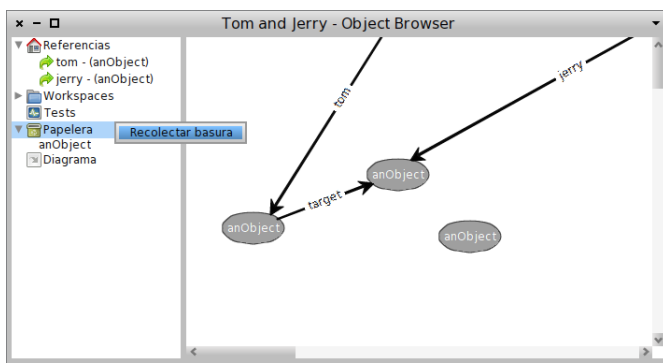 Tom and Jerry - Object Browser
Referencias
tom - (anObject)
jerry - (anObject)
Workspaces
Tests
Papelera
Recolectar basura
anObject
Diagrama
tom
jerry
target
anObject
anObject
anObject